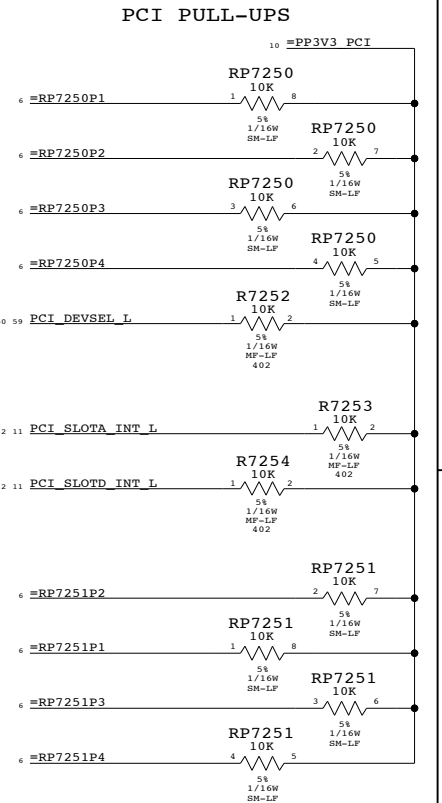 PCI PULL-UPS
10 =PP3V3_PCI
RP7250
10K
6 =RP7250P1 1 8
5%
1/16W
SM-LF
RP7250
10K
6 =RP7250P2 2 7
5%
1/16W
SM-LF
RP7250
10K
6 =RP7250P3 3 6
5%
1/16W
SM-LF
RP7250
10K
6 =RP7250P4 4 5
5%
1/16W
SM-LF
R7252
10K
59 PCI_DEVSEL_L 1 2
5%
1/16W
MF-LF
402
R7253
10K
2 11 PCI_SLOTA_INT_L 1 2
5%
1/16W
MF-LF
402
R7254
10K
2 11 PCI_SLOTD_INT_L 1 2
5%
1/16W
MF-LF
402
RP7251
10K
6 =RP7251P2 2 7
5%
1/16W
SM-LF
RP7251
10K
6 =RP7251P1 1 8
5%
1/16W
SM-LF
RP7251
10K
6 =RP7251P3 3 6
5%
1/16W
SM-LF
RP7251
10K
6 =RP7251P4 4 5
5%
1/16W
SM-LF